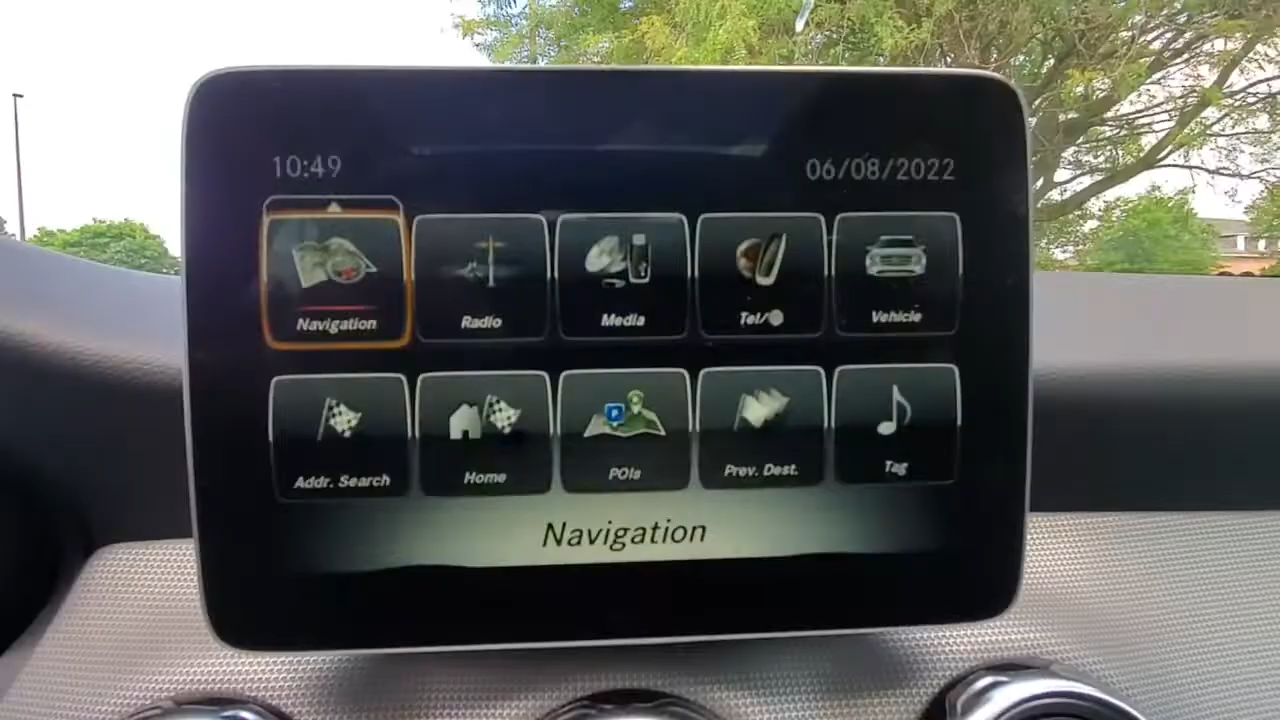 10:49 06/08/2022
Navigation Radio Media Tel/ Vehicle
P
Addr. Search Home POIs Prev. Dest. Tag
Navigation